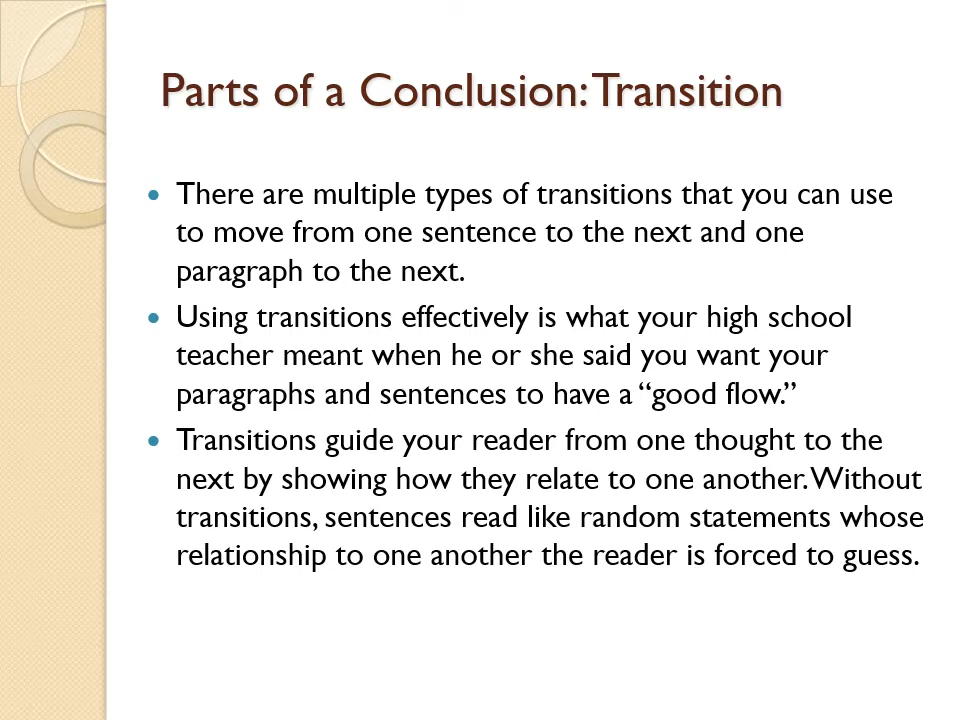 Parts of a Conclusion: Transition
• There are multiple types of transitions that you can use
to move from one sentence to the next and one
paragraph to the next.
• Using transitions effectively is what your high school
teacher meant when he or she said you want your
paragraphs and sentences to have a “good flow.”
• Transitions guide your reader from one thought to the
next by showing how they relate to one another. Without
transitions, sentences read like random statements whose
relationship to one another the reader is forced to guess.